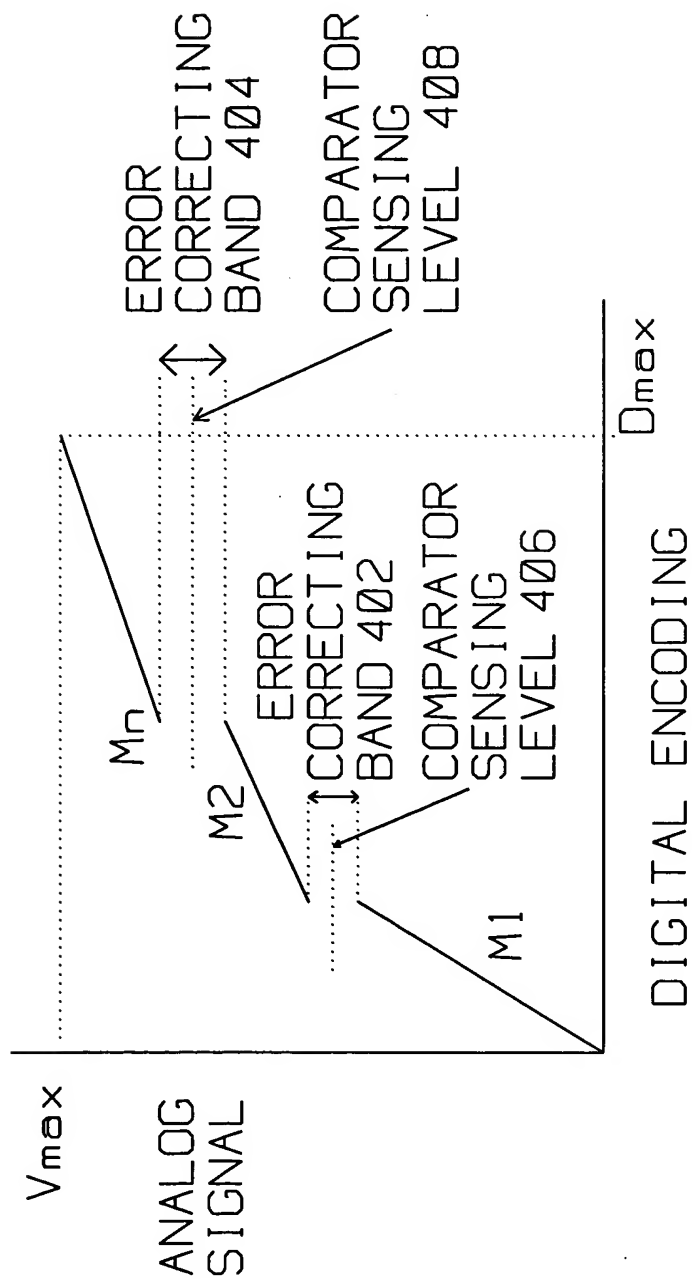 Vmax
ANALOG
SIGNAL
Mn
M2
M1
ERROR
CORRECTING
BAND 404
COMPARATOR
SENSING
LEVEL 408
ERROR
CORRECTING
BAND 402
COMPARATOR
SENSING
LEVEL 406
Dmax
DIGITAL ENCODING